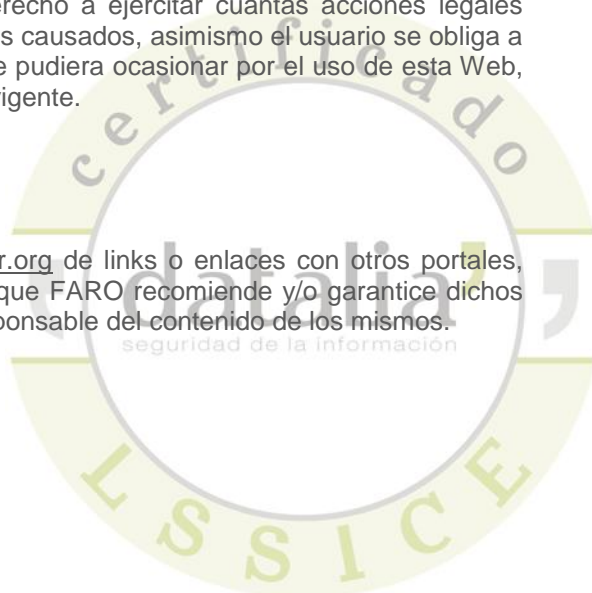 erecho a ejercitar cuantas acciones legales
s causados, asimismo el usuario se obliga a
e pudiera ocasionar por el uso de esta Web,
rigente.
certificado
r.org de links o enlaces con otros portales,
que FARO recomiende y/o garantice dichos
datalia
ponsable del contenido de los mismos.
seguridad de la información
LSSICE